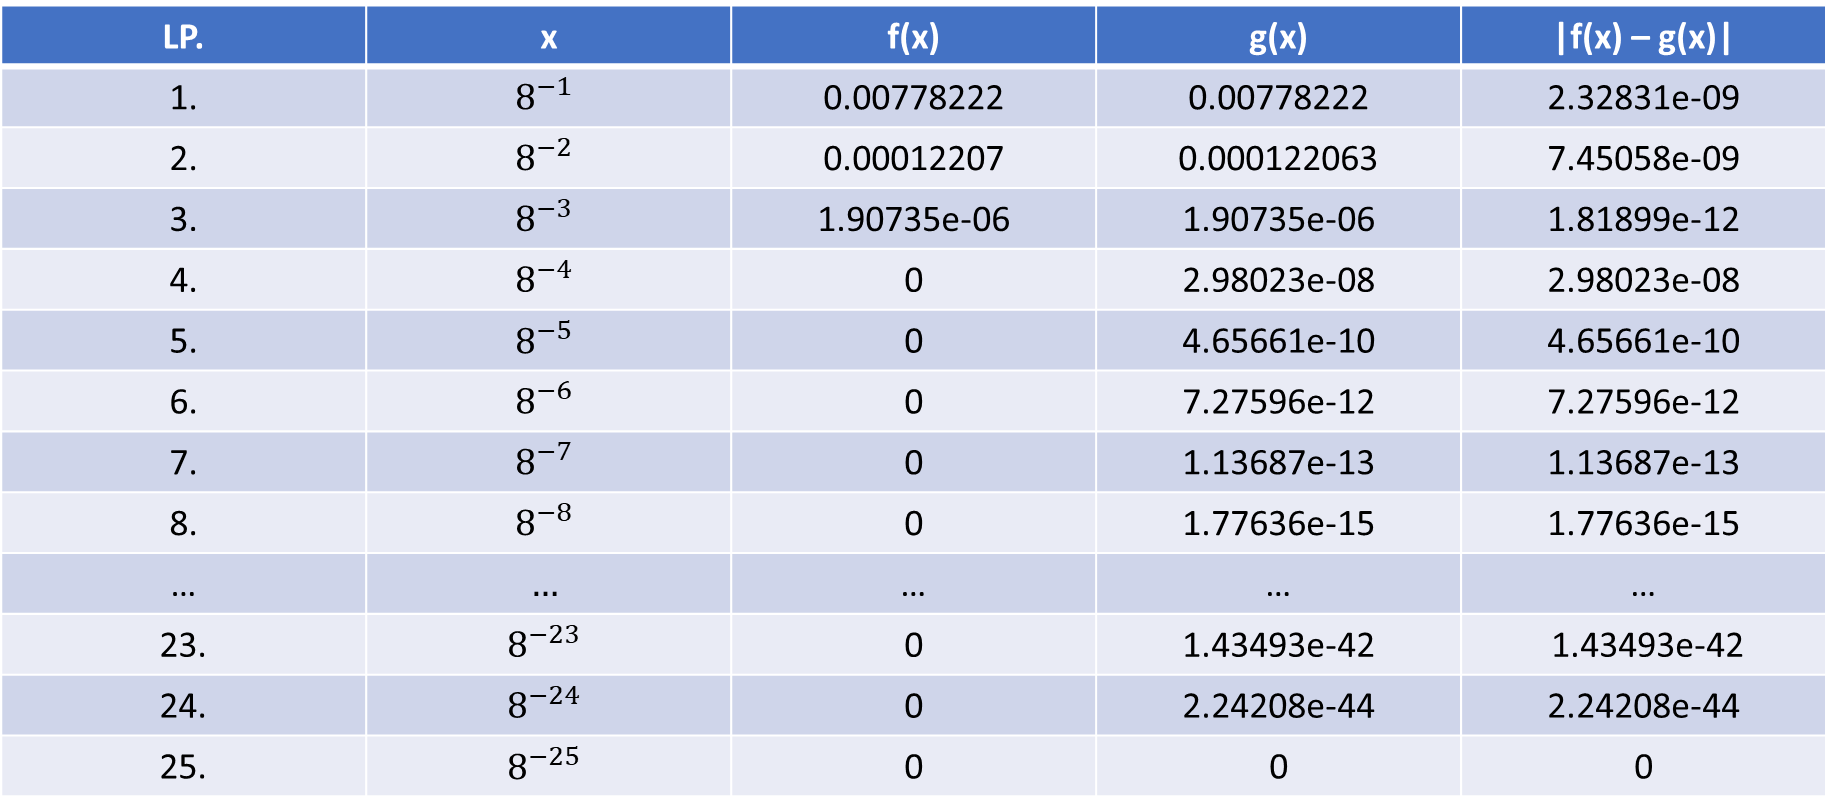 LP. x f(x) g(x) |f(x) – g(x)|
1. 8⁻¹ 0.00778222 0.00778222 2.32831e-09
2. 8⁻² 0.00012207 0.000122063 7.45058e-09
3. 8⁻³ 1.90735e-06 1.90735e-06 1.81899e-12
4. 8⁻⁴ 0 2.98023e-08 2.98023e-08
5. 8⁻⁵ 0 4.65661e-10 4.65661e-10
6. 8⁻⁶ 0 7.27596e-12 7.27596e-12
7. 8⁻⁷ 0 1.13687e-13 1.13687e-13
8. 8⁻⁸ 0 1.77636e-15 1.77636e-15
... ... ... ... ...
23. 8⁻²³ 0 1.43493e-42 1.43493e-42
24. 8⁻²⁴ 0 2.24208e-44 2.24208e-44
25. 8⁻²⁵ 0 0 0